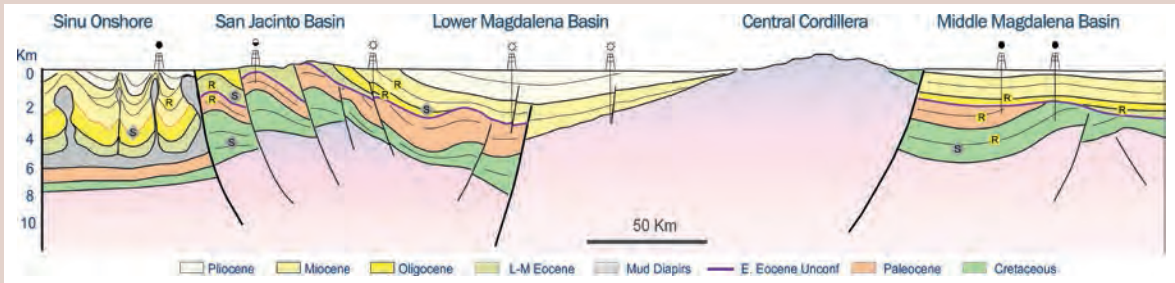 Sinu Onshore San Jacinto Basin Lower Magdalena Basin Central Cordillera Middle Magdalena Basin
Km
0
2
4
6
8
10
R
R
R
S
R
R
S
S
S
R
R
R
S
50 Km
Pliocene Miocene Oligocene L-M Eocene Mud Diapirs E. Eocene Unconf Paleocene Cretaceous